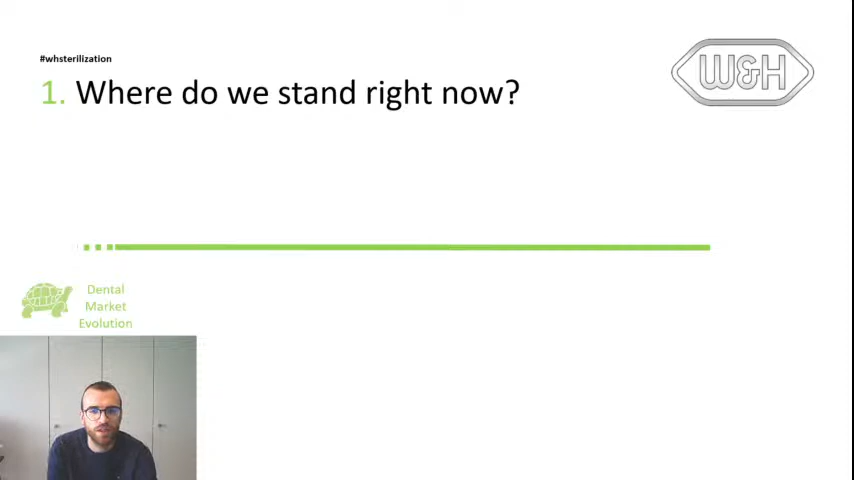 #whsterilization
1. Where do we stand right now?
W&H
Dental
Market
Evolution